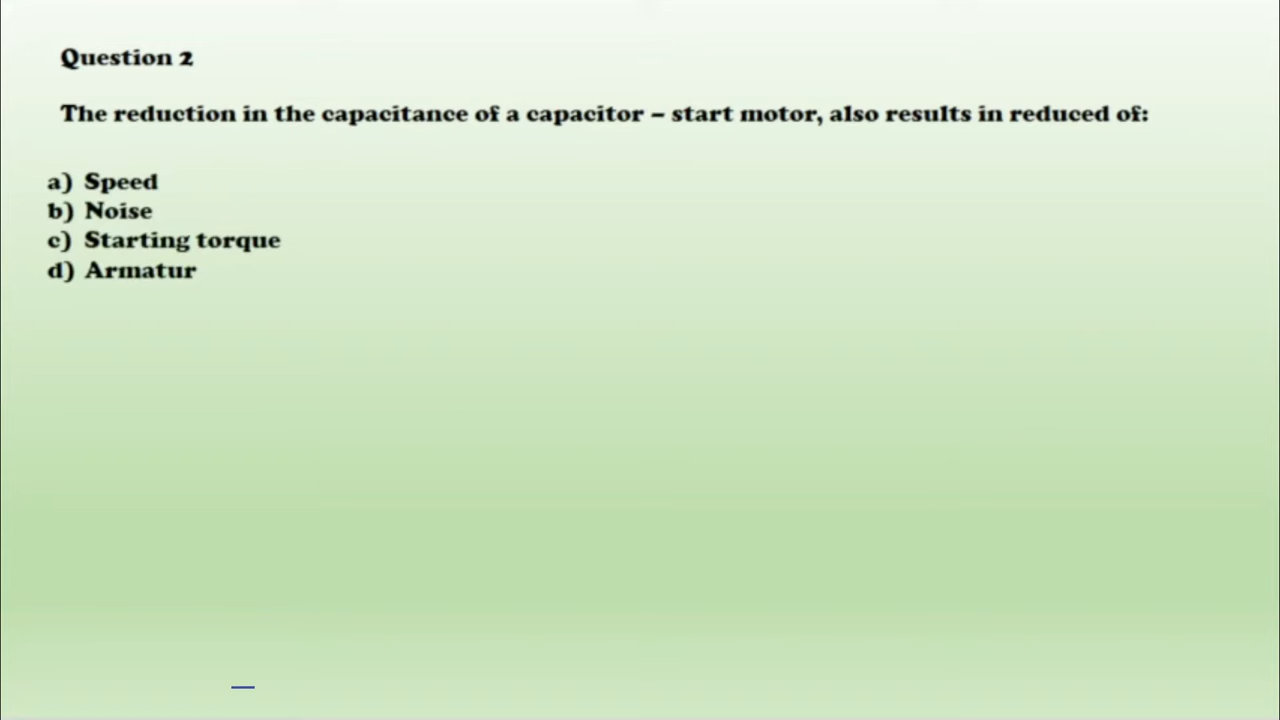 Question 2
The reduction in the capacitance of a capacitor – start motor, also results in reduced of:
a) Speed
b) Noise
c) Starting torque
d) Armatur